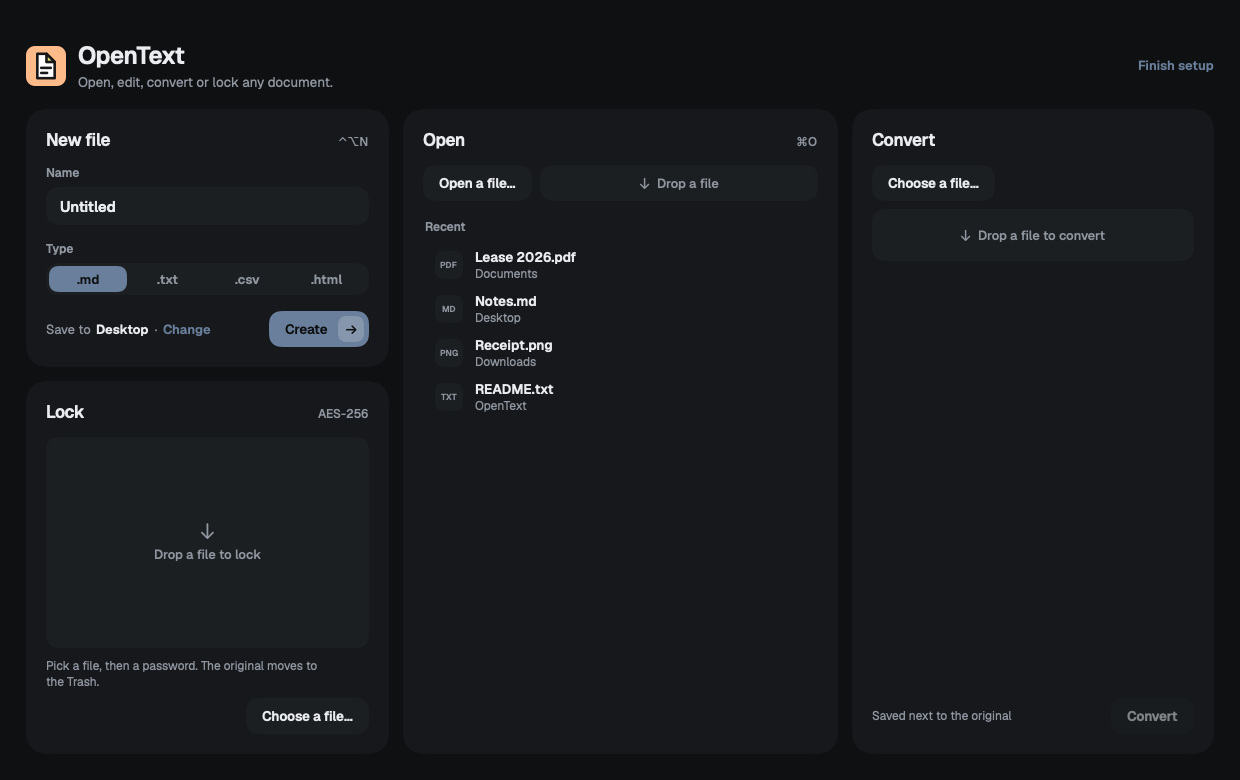 OpenText
Open, edit, convert or lock any document.
Finish setup
New file
^⌥N
Name
Untitled
Type
.md
.txt
.csv
.html
Save to Desktop · Change
Create →
Lock
AES-256
↓
Drop a file to lock
Pick a file, then a password. The original moves to
the Trash.
Choose a file...
Open
⌘O
Open a file...
↓ Drop a file
Recent
PDF
Lease 2026.pdf
Documents
MD
Notes.md
Desktop
PNG
Receipt.png
Downloads
TXT
README.txt
OpenText
Convert
Choose a file...
↓ Drop a file to convert
Saved next to the original
Convert